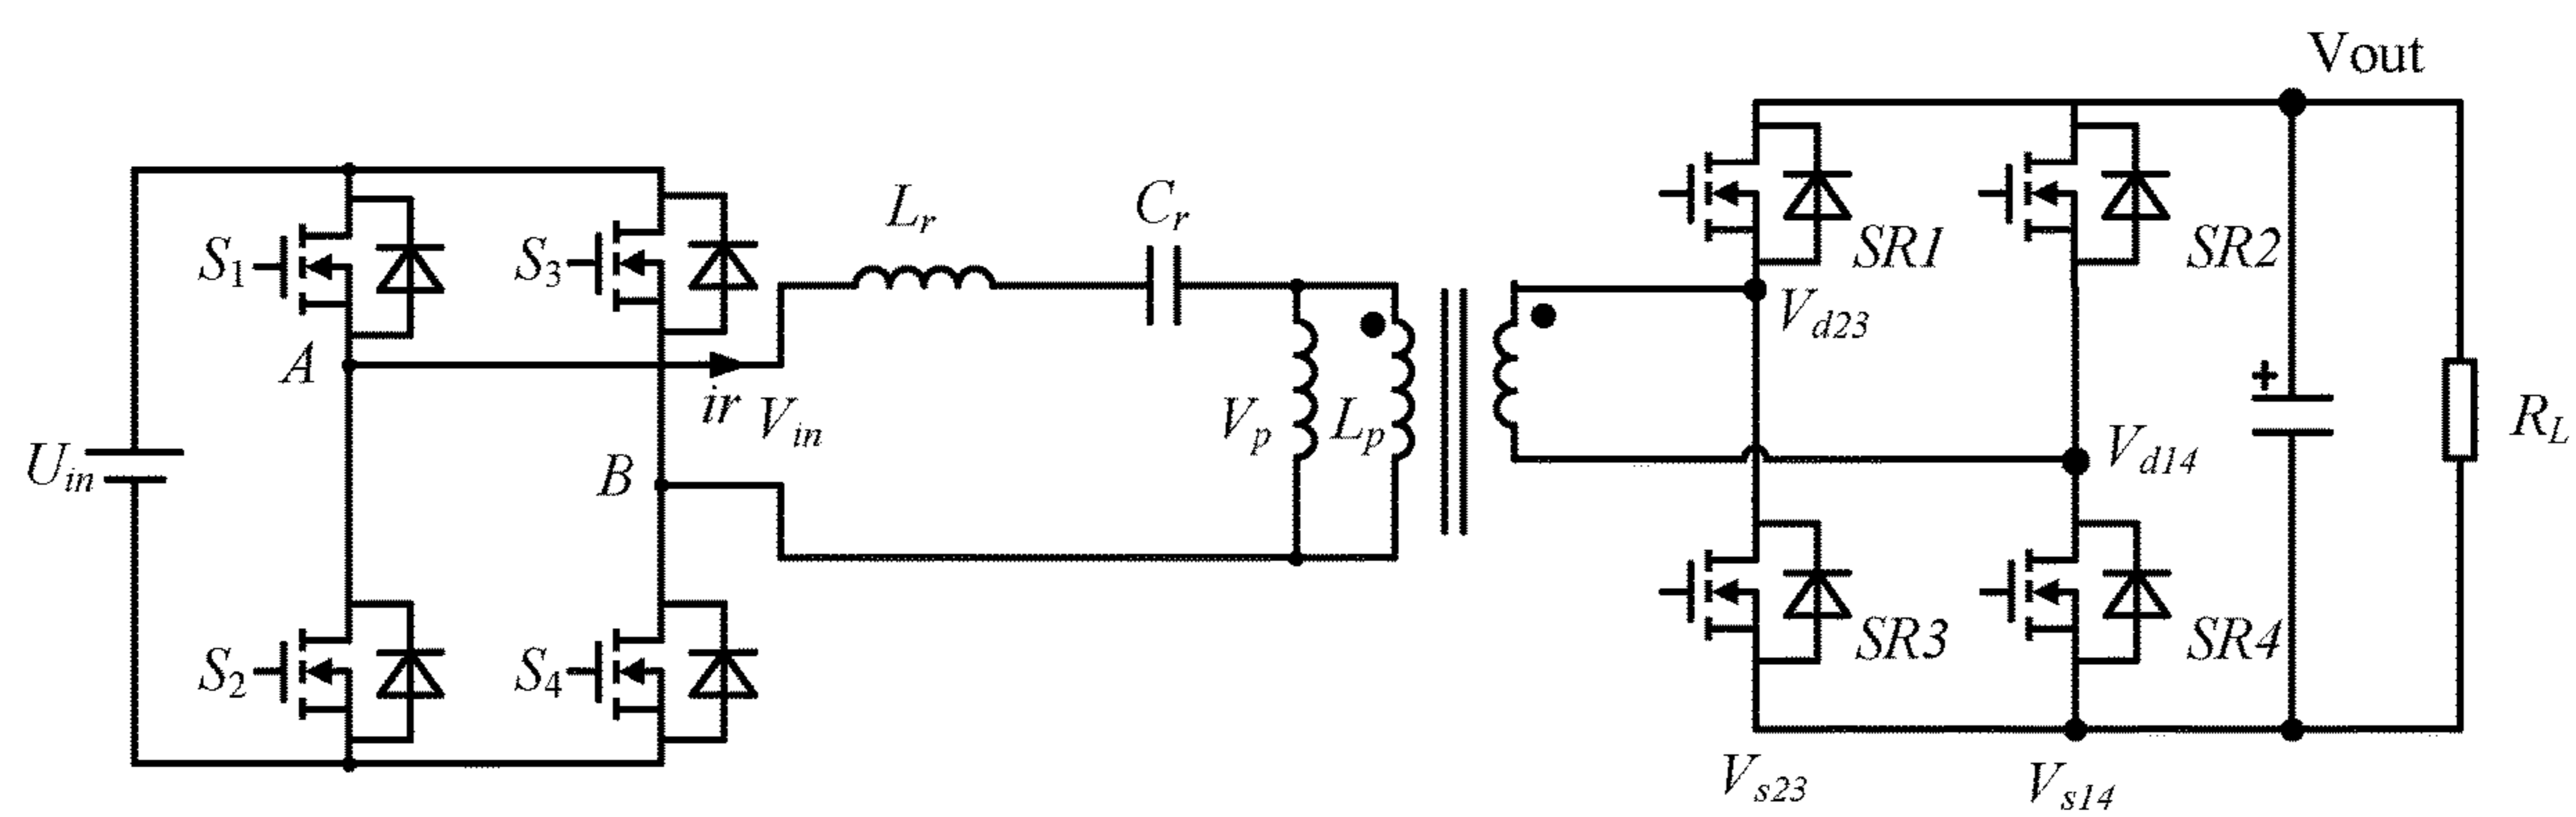 Vout
Lr
Cr
S1
S3
SR1
SR2
Vd23
A
ir
Vin
Vp
Lp
+
RL
Uin
B
Vd14
S2
S4
SR3
SR4
Vs23
Vs14